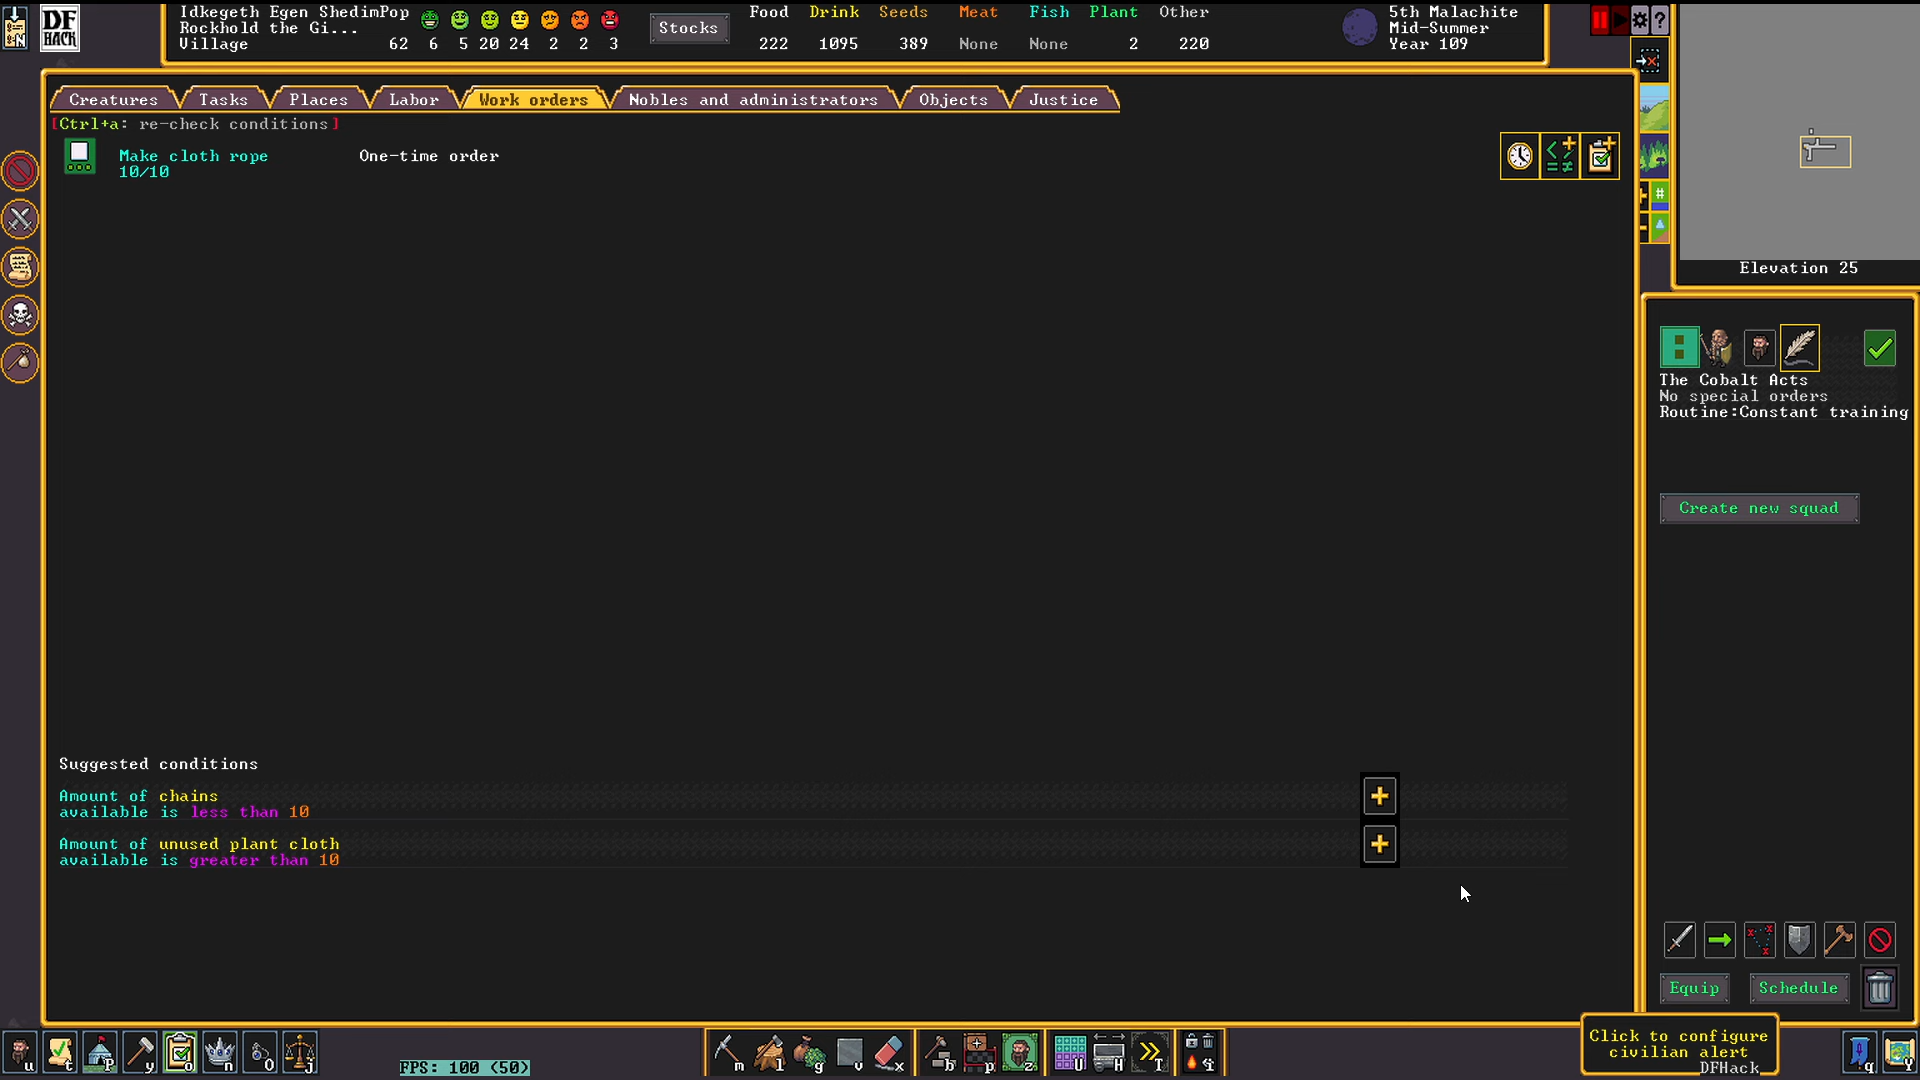 DF
HACK
Idkegeth Egen ShedimPop
Rockhold the Gi...
Village 62 6 5 20 24 2 2 3
Stocks
Food Drink Seeds Meat Fish Plant Other
222 1095 389 None None 2 220
5th Malachite
Mid-Summer
Year 109
Creatures Tasks Places Labor Work orders Nobles and administrators Objects Justice
[Ctrl+a: re-check conditions]
Make cloth rope One-time order
10/10
Elevation 25
The Cobalt Acts
No special orders
Routine:Constant training
Create new squad
Suggested conditions
Amount of chains
available is less than 10
Amount of unused plant cloth
available is greater than 10
Equip Schedule
Click to configure
civilian alert
DFHack
u t P y o n O j
FPS: 100 (50)
m l g v x b p z U H T i q Y